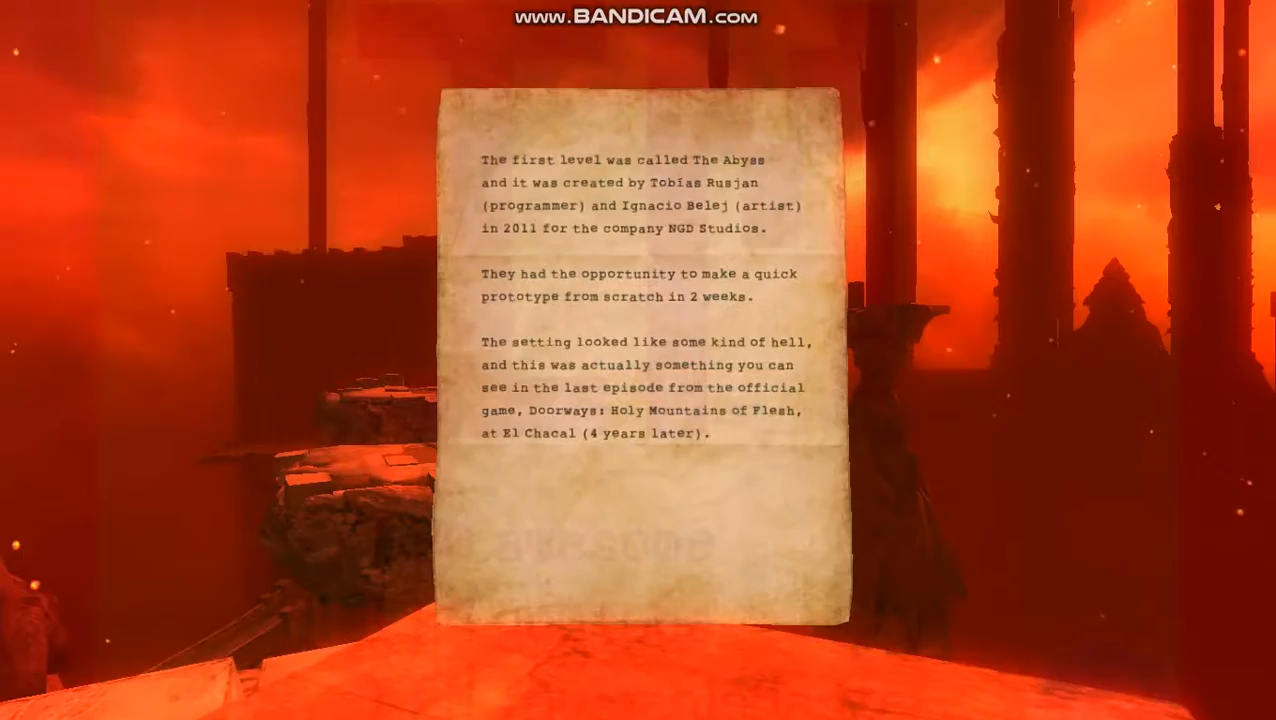 www.BANDICAM.com
The first level was called The Abyss
and it was created by Tobías Rusjan
(programmer) and Ignacio Belej (artist)
in 2011 for the company NGD Studios.
They had the opportunity to make a quick
prototype from scratch in 2 weeks.
The setting looked like some kind of hell,
and this was actually something you can
see in the last episode from the official
game, Doorways: Holy Mountains of Flesh,
at El Chacal (4 years later).